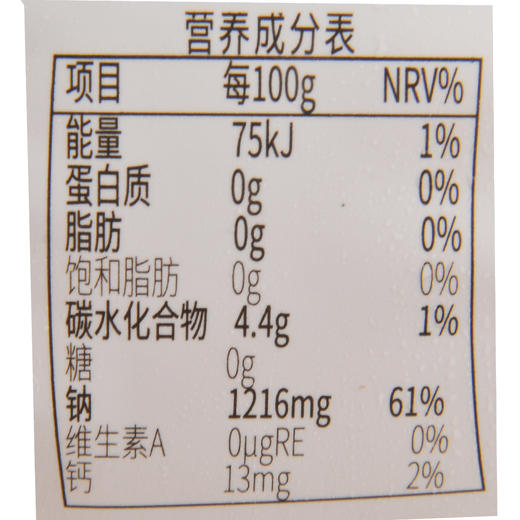 营养成分表
项目 每100g NRV%
能量 75kJ 1%
蛋白质 0g 0%
脂肪 0g 0%
饱和脂肪 0g 0%
碳水化合物 4.4g 1%
糖 0g
钠 1216mg 61%
维生素A 0μgRE 0%
钙 13mg 2%